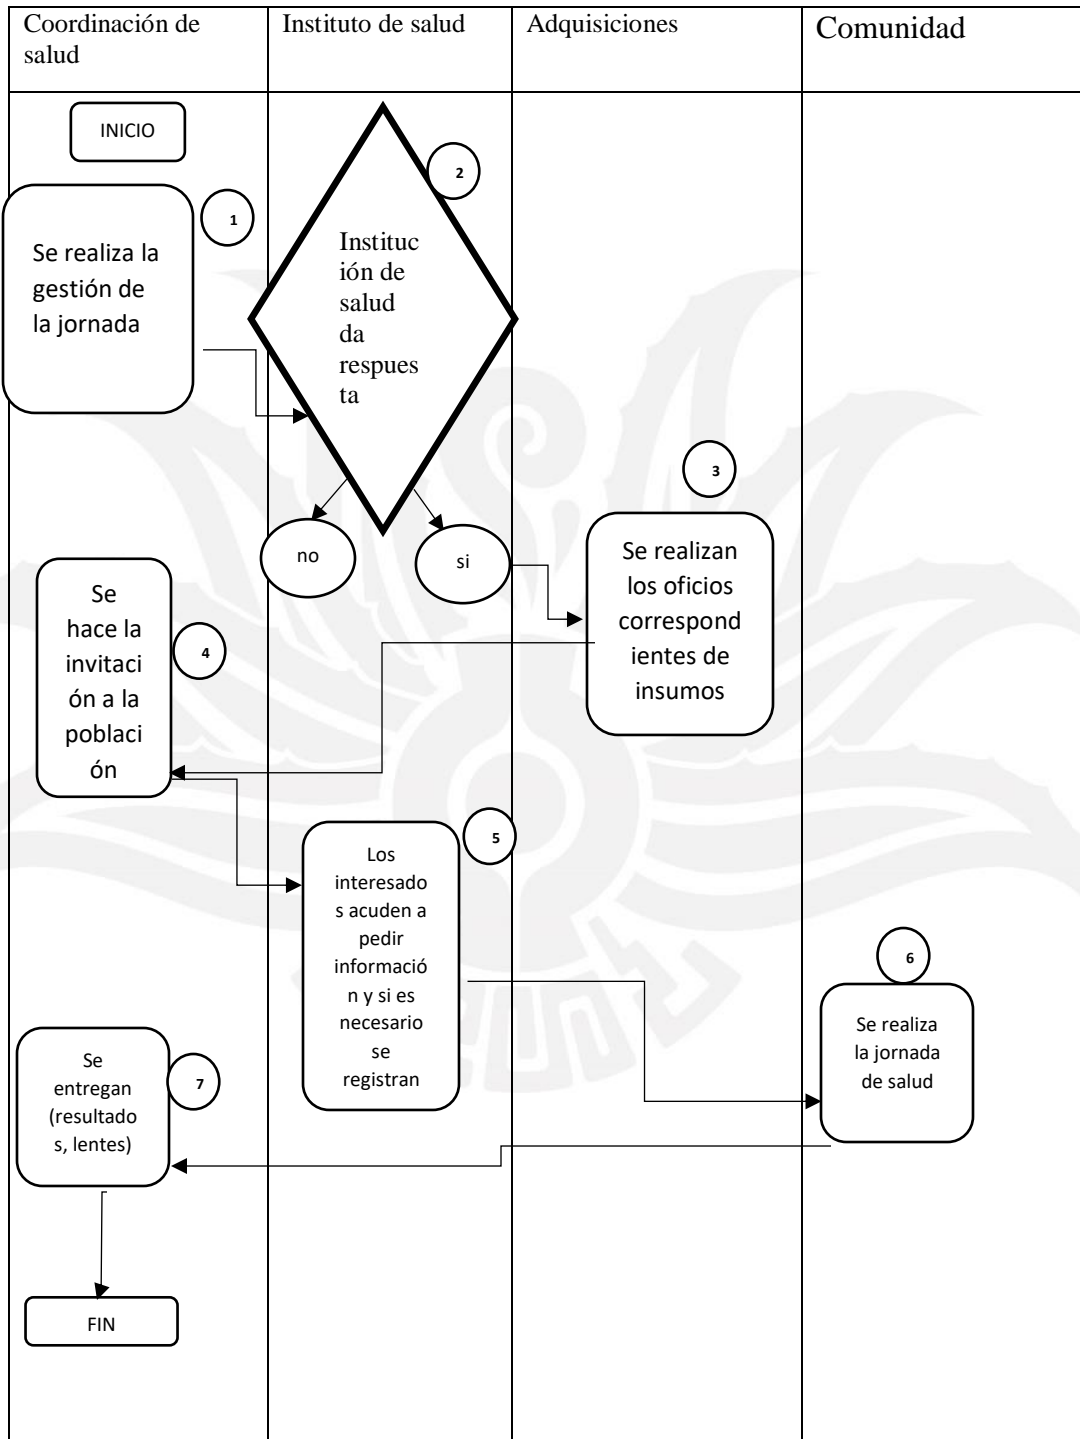 Coordinación de
salud
Instituto de salud
Adquisiciones
Comunidad
INICIO
1
Se realiza la
gestión de
la jornada
2
Instituc
ión de
salud
da
respues
ta
no
si
3
Se realizan
los oficios
correspond
ientes de
insumos
4
Se
hace la
invitaci
ón a la
poblaci
ón
5
Los
interesado
s acuden a
pedir
informació
n y si es
necesario
se
registran
6
Se realiza
la jornada
de salud
7
Se
entregan
(resultado
s, lentes)
FIN